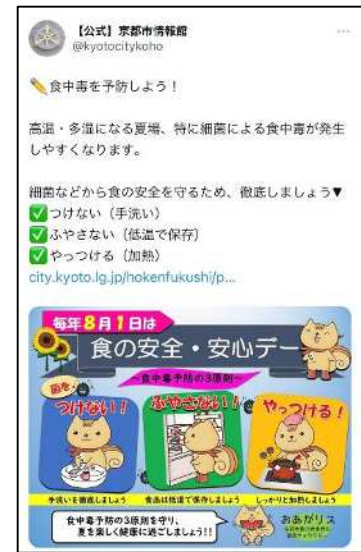 【公式】京都市情報館
@kyotocitykoho
食中毒を予防しよう！
高温・多湿になる夏場、特に細菌による食中毒が発生
しやすくなります。
細菌などから食の安全を守るため、徹底しましょう▼
✅つけない（手洗い）
✅ふやさない（低温で保存）
✅やっつける（加熱）
city.kyoto.lg.jp/hokenfukushi/p...
毎年8月1日は
食の安全・安心デー
～食中毒予防の3原則～
菌を
つけない！
ふやさない！
やっつける！
手洗いを徹底しましょう
食品は低温で保存しましょう
しっかりと加熱しましょう
食中毒予防の3原則を守り、
夏を楽しく健康に過ごしましょう！！
おあがリス